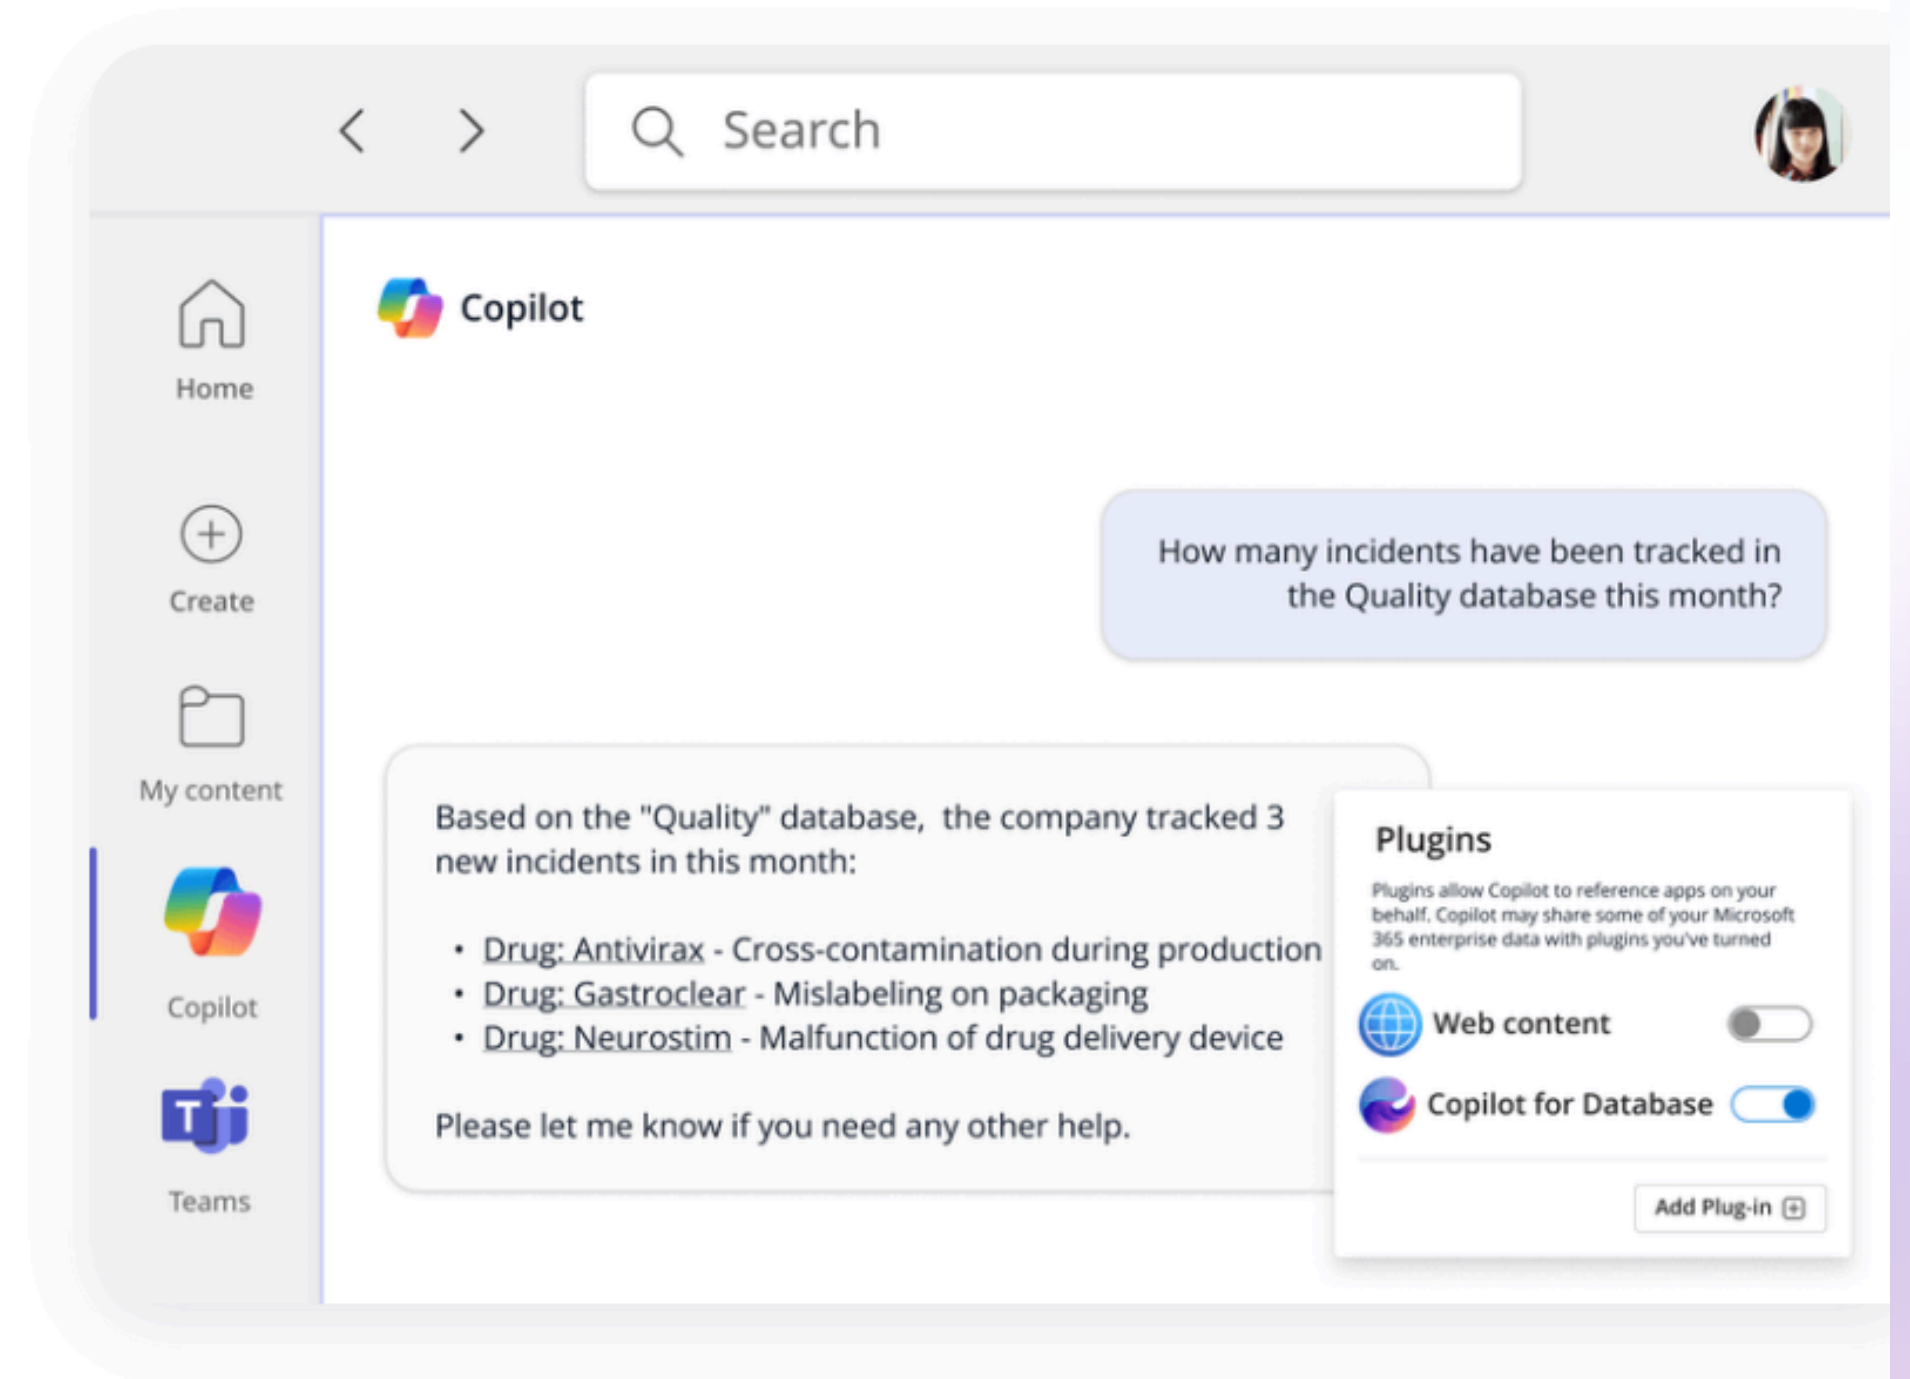 Search
Home
Create
My content
Copilot
Teams
Copilot
How many incidents have been tracked in
the Quality database this month?
Based on the "Quality" database,  the company tracked 3
new incidents in this month:
• Drug: Antivirax - Cross-contamination during production
• Drug: Gastroclear - Mislabeling on packaging
• Drug: Neurostim - Malfunction of drug delivery device
Please let me know if you need any other help.
Plugins
Plugins allow Copilot to reference apps on your
behalf. Copilot may share some of your Microsoft
365 enterprise data with plugins you've turned
on.
Web content
Copilot for Database
Add Plug-in